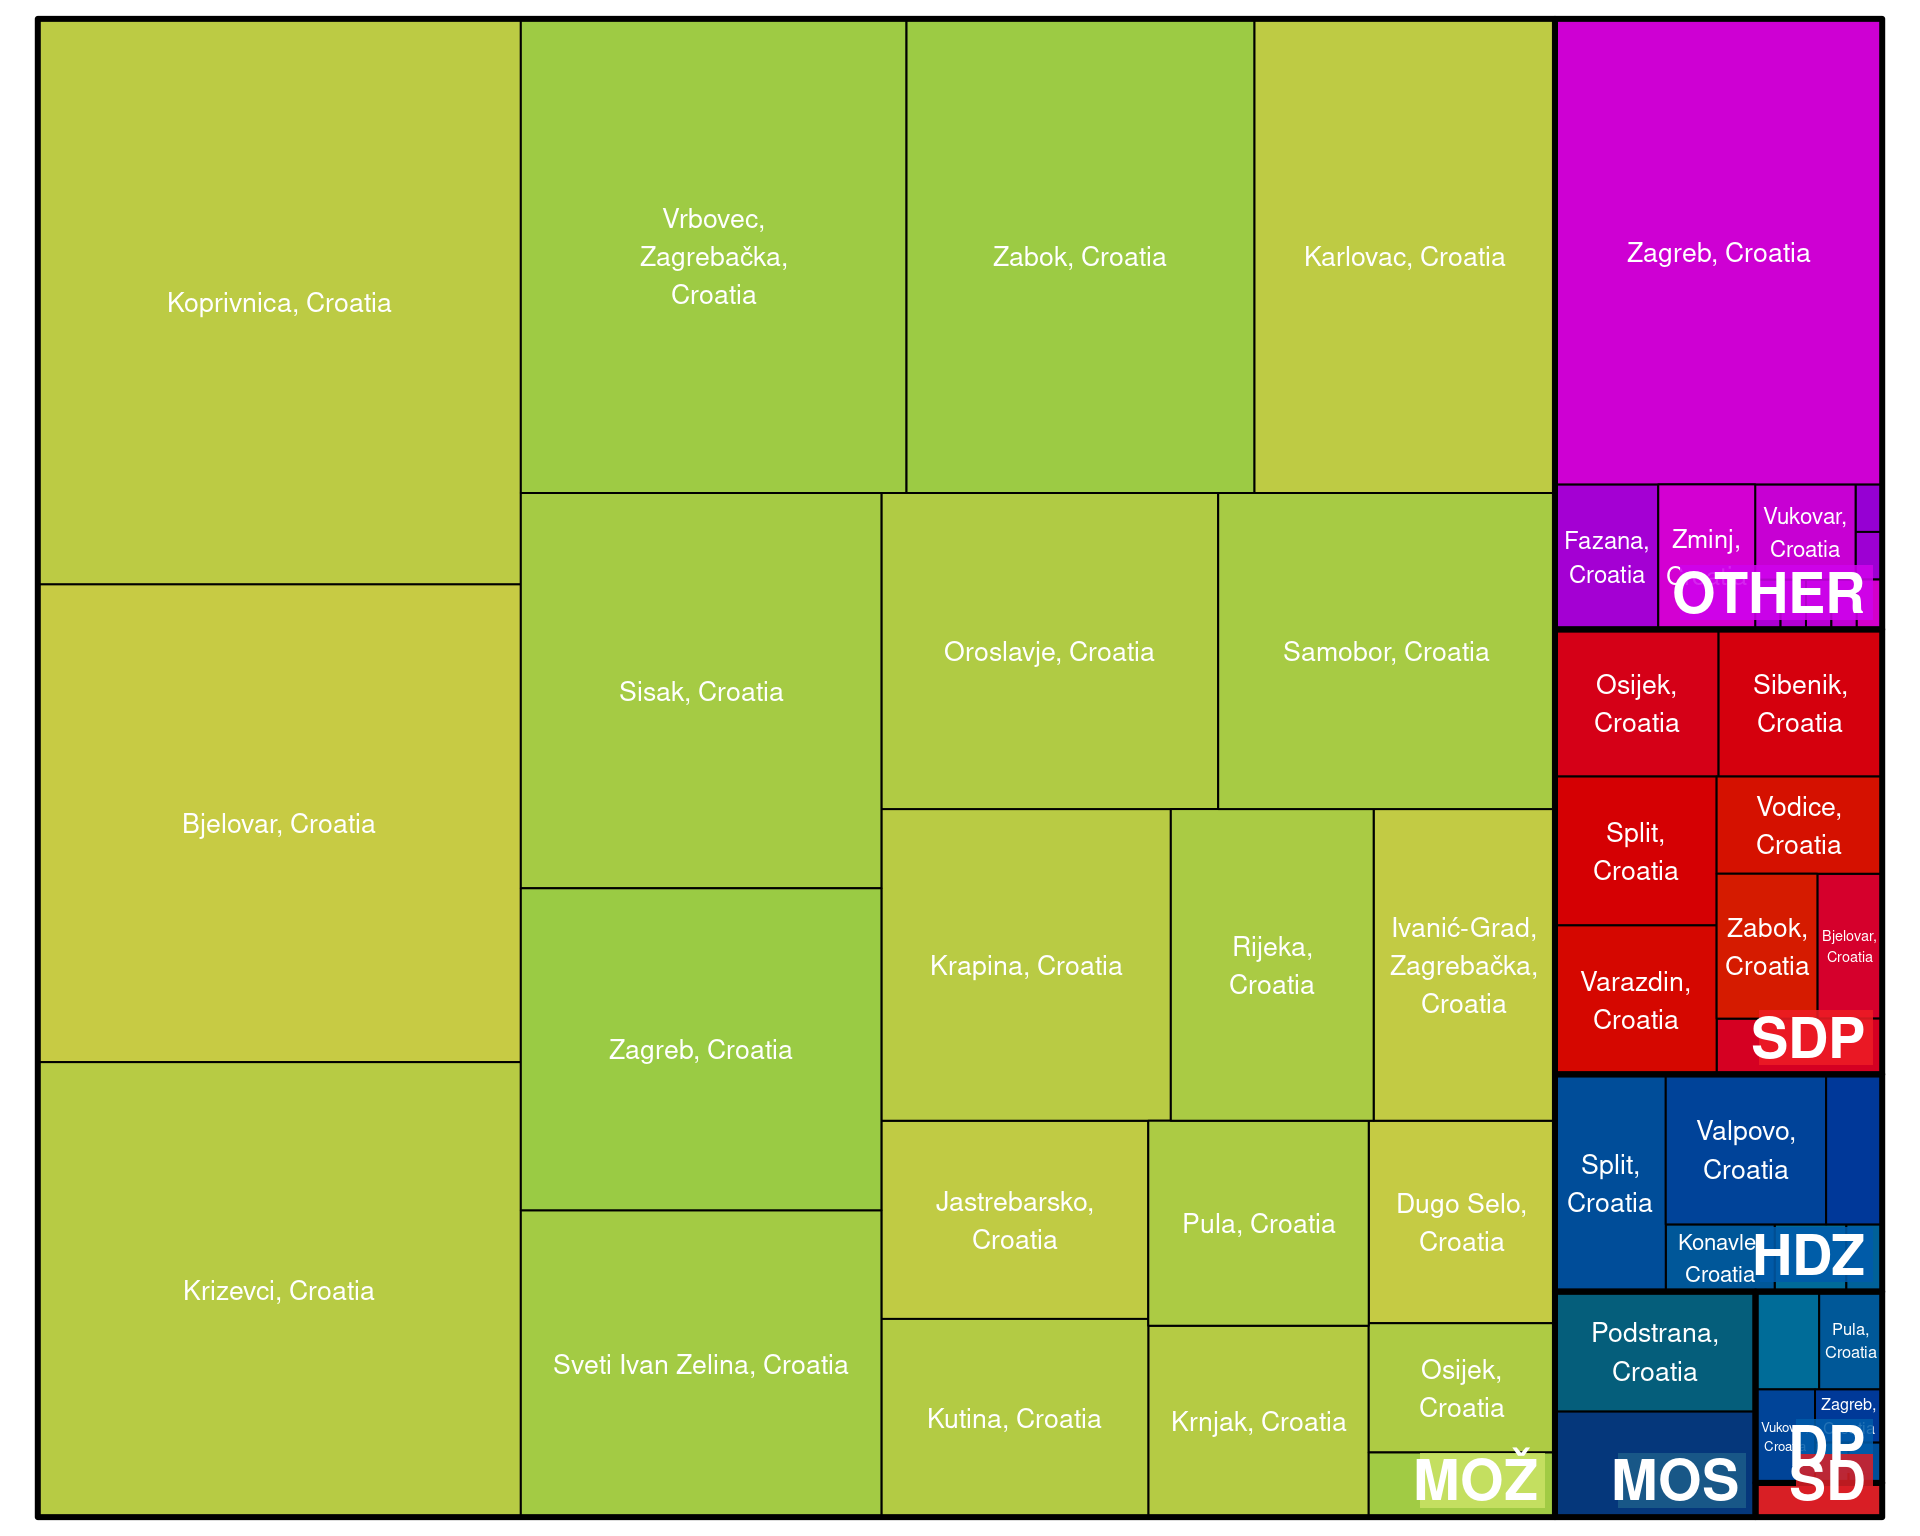 Koprivnica, Croatia
Bjelovar, Croatia
Krizevci, Croatia
Vrbovec,
Zagrebačka,
Croatia
Zabok, Croatia
Karlovac, Croatia
Sisak, Croatia
Zagreb, Croatia
Sveti Ivan Zelina, Croatia
Oroslavje, Croatia
Samobor, Croatia
Krapina, Croatia
Rijeka,
Croatia
Ivanić-Grad,
Zagrebačka,
Croatia
Jastrebarsko,
Croatia
Pula, Croatia
Dugo Selo,
Croatia
Kutina, Croatia
Krnjak, Croatia
Osijek,
Croatia
MOŽ
Zagreb, Croatia
Fazana,
Croatia
Zminj,
Vukovar,
Croatia
OTHER
Osijek,
Croatia
Sibenik,
Croatia
Split,
Croatia
Vodice,
Croatia
Varazdin,
Croatia
Zabok,
Croatia
Bjelovar,
Croatia
SDP
Split,
Croatia
Valpovo,
Croatia
Konavle
Croatia
HDZ
Podstrana,
Croatia
MOS
Pula,
Croatia
Zagreb,
DP
SD